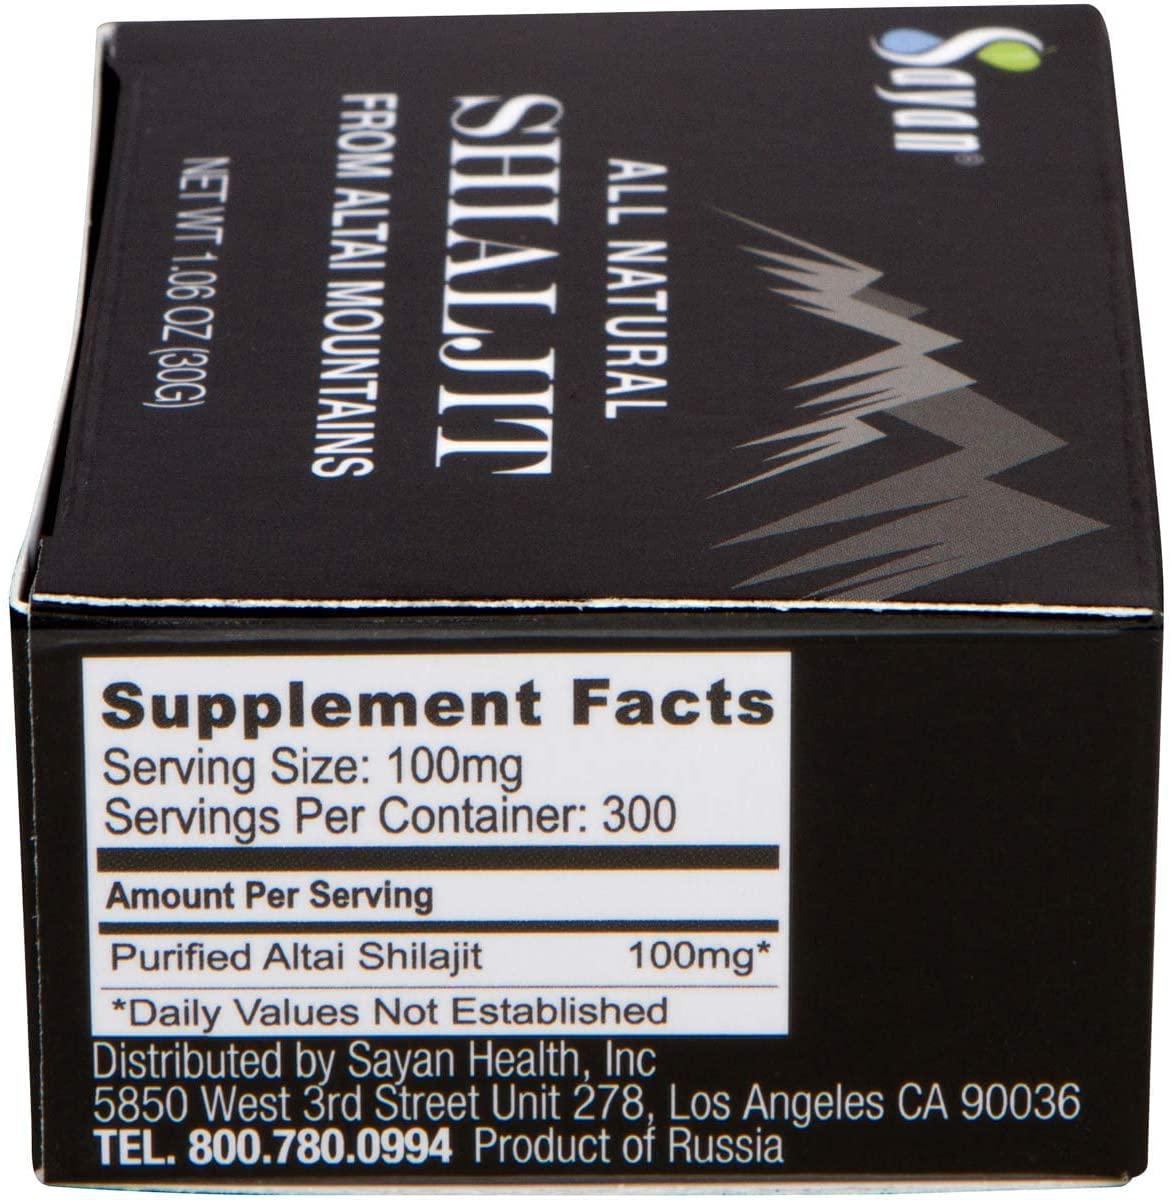 Sayan®
ALL NATURAL
SHIALJIT
FROM ALTAI MOUNTAINS
NET WT 1.06 OZ (30G)
Supplement Facts
Serving Size: 100mg
Servings Per Container: 300
Amount Per Serving
Purified Altai Shilajit 100mg*
*Daily Values Not Established
Distributed by Sayan Health, Inc
5850 West 3rd Street Unit 278, Los Angeles CA 90036
TEL. 800.780.0994 Product of Russia